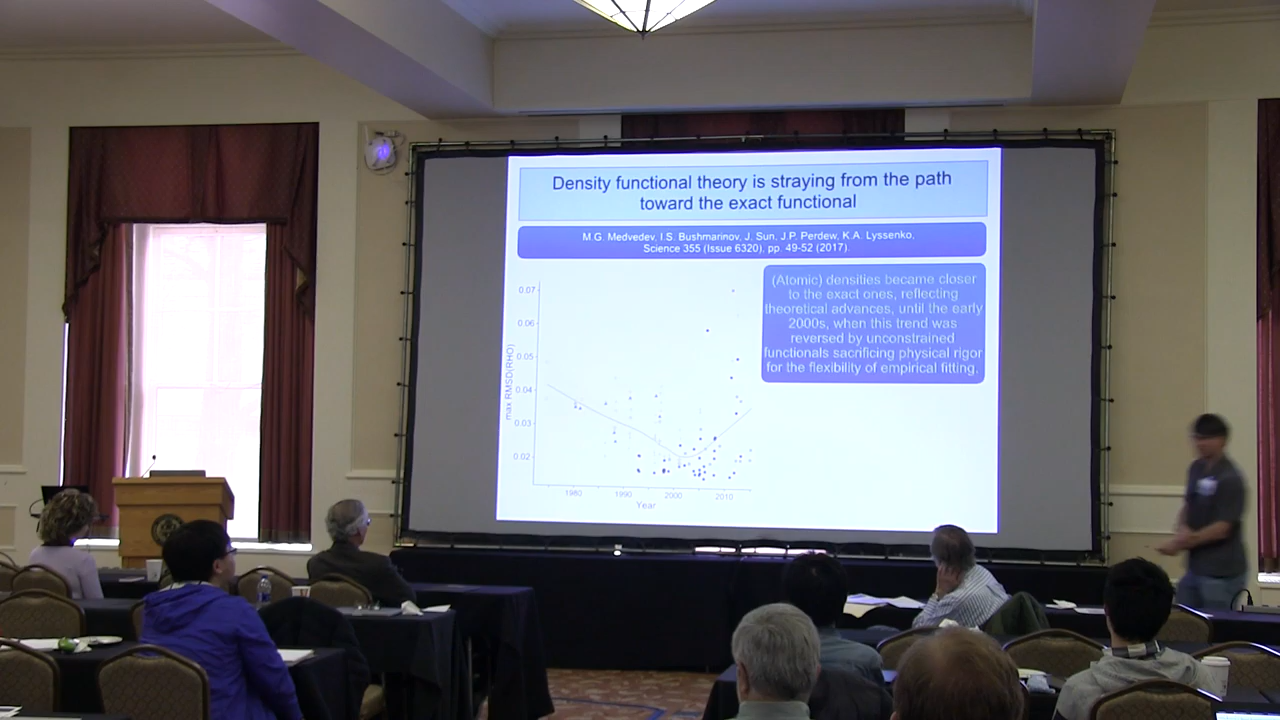 Density functional theory is straying from the path
toward the exact functional
M.G. Medvedev, I.S. Bushmarinov, J. Sun, J.P. Perdew, K.A. Lyssenko,
Science 355 (Issue 6320), pp. 49-52 (2017).
(Atomic) densities became closer
to the exact ones, reflecting
theoretical advances, until the early
2000s, when this trend was
reversed by unconstrained
functionals sacrificing physical rigor
for the flexibility of empirical fitting.
max RMSD(RHO)
0.07
0.06
0.05
0.04
0.03
0.02
1980 1990 2000 2010
Year